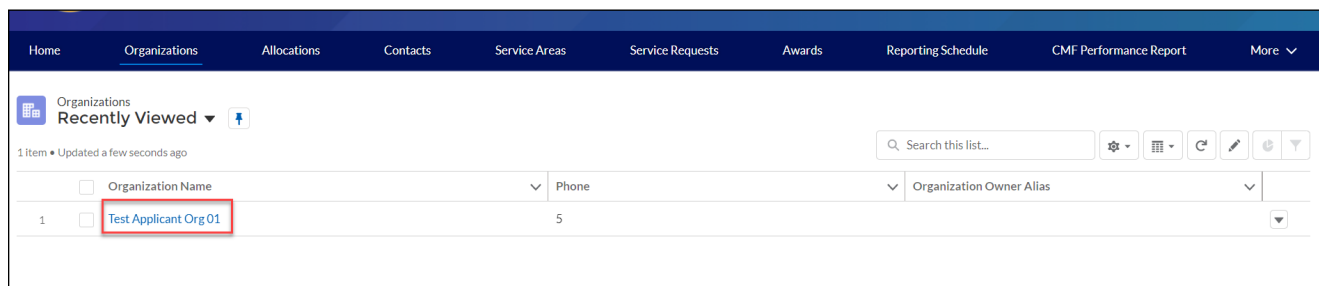 Home Organizations Allocations Contacts Service Areas Service Requests Awards Reporting Schedule CMF Performance Report More
Organizations
Recently Viewed
1 item • Updated a few seconds ago
Search this list...
Organization Name Phone Organization Owner Alias
1 Test Applicant Org 01 5